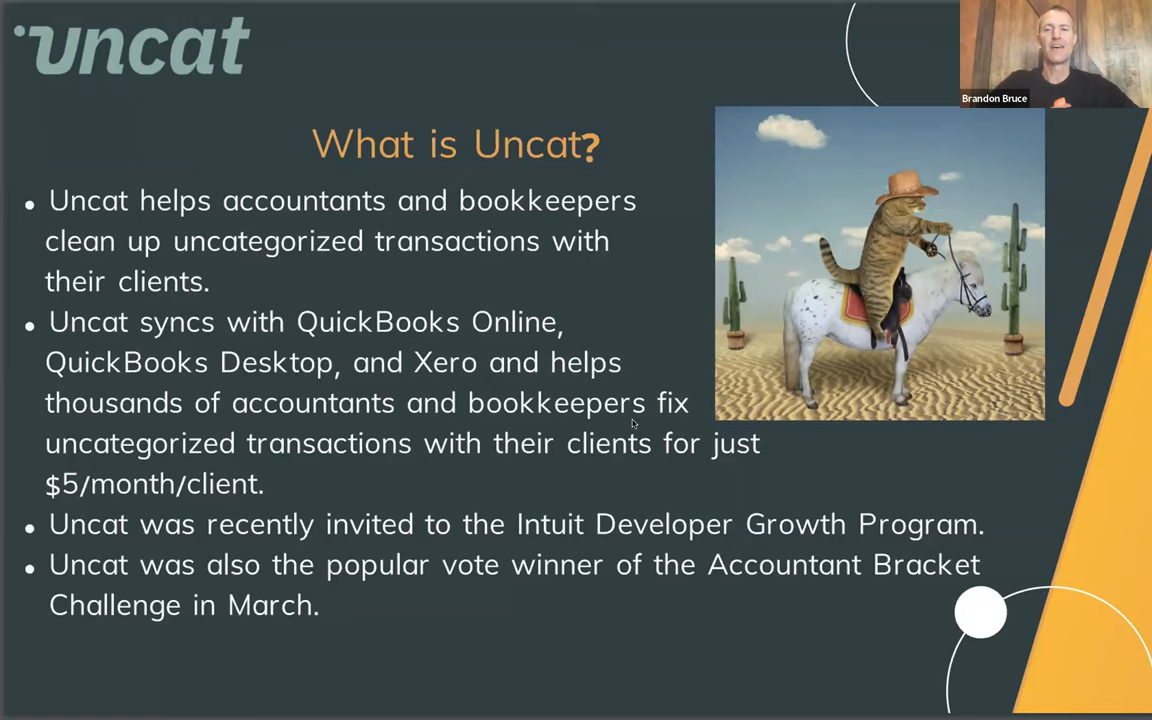 uncat
Brandon Bruce
What is Uncat?
• Uncat helps accountants and bookkeepers
clean up uncategorized transactions with
their clients.
• Uncat syncs with QuickBooks Online,
QuickBooks Desktop, and Xero and helps
thousands of accountants and bookkeepers fix
uncategorized transactions with their clients for just
$5/month/client.
• Uncat was recently invited to the Intuit Developer Growth Program.
• Uncat was also the popular vote winner of the Accountant Bracket
Challenge in March.